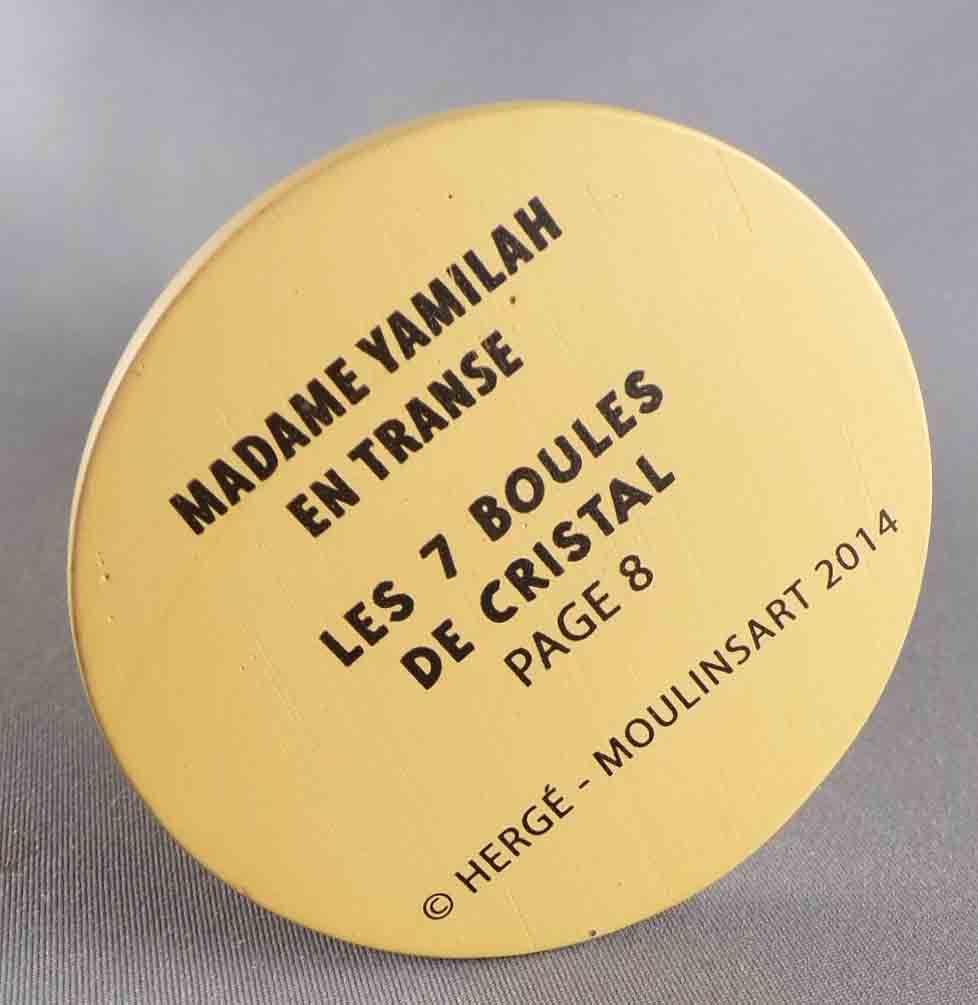 MADAME YAMILAH
EN TRANSE
LES 7 BOULES
DE CRISTAL
PAGE 8
© HERGÉ - MOULINSART 2014